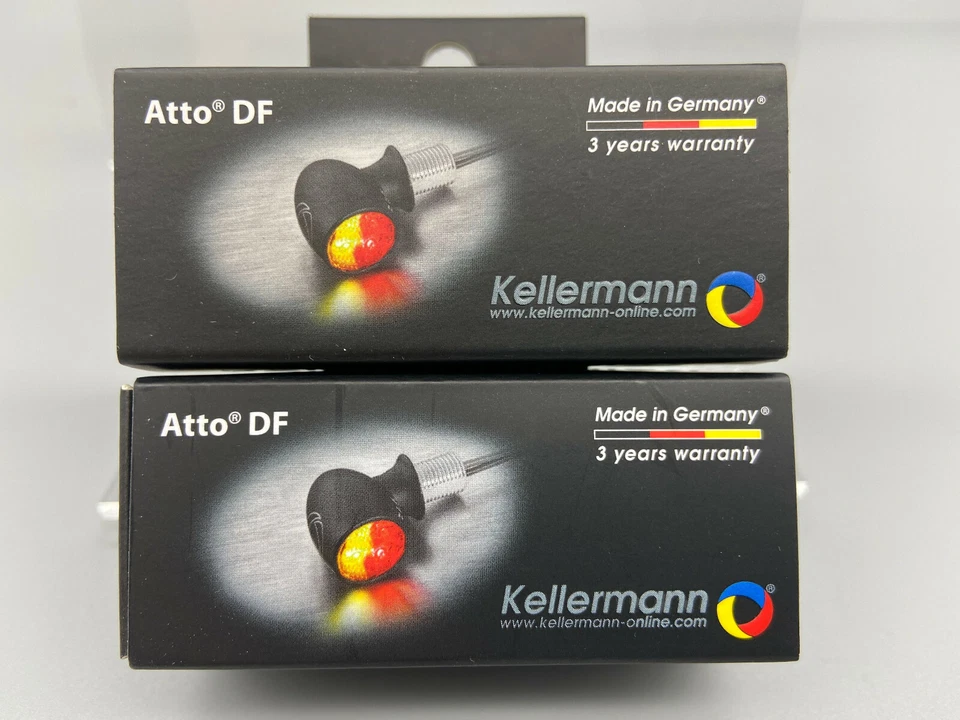 Atto® DF
Made in Germany®
3 years warranty
Kellermann®
www.kellermann-online.com
Atto® DF
Made in Germany®
3 years warranty
Kellermann®
www.kellermann-online.com